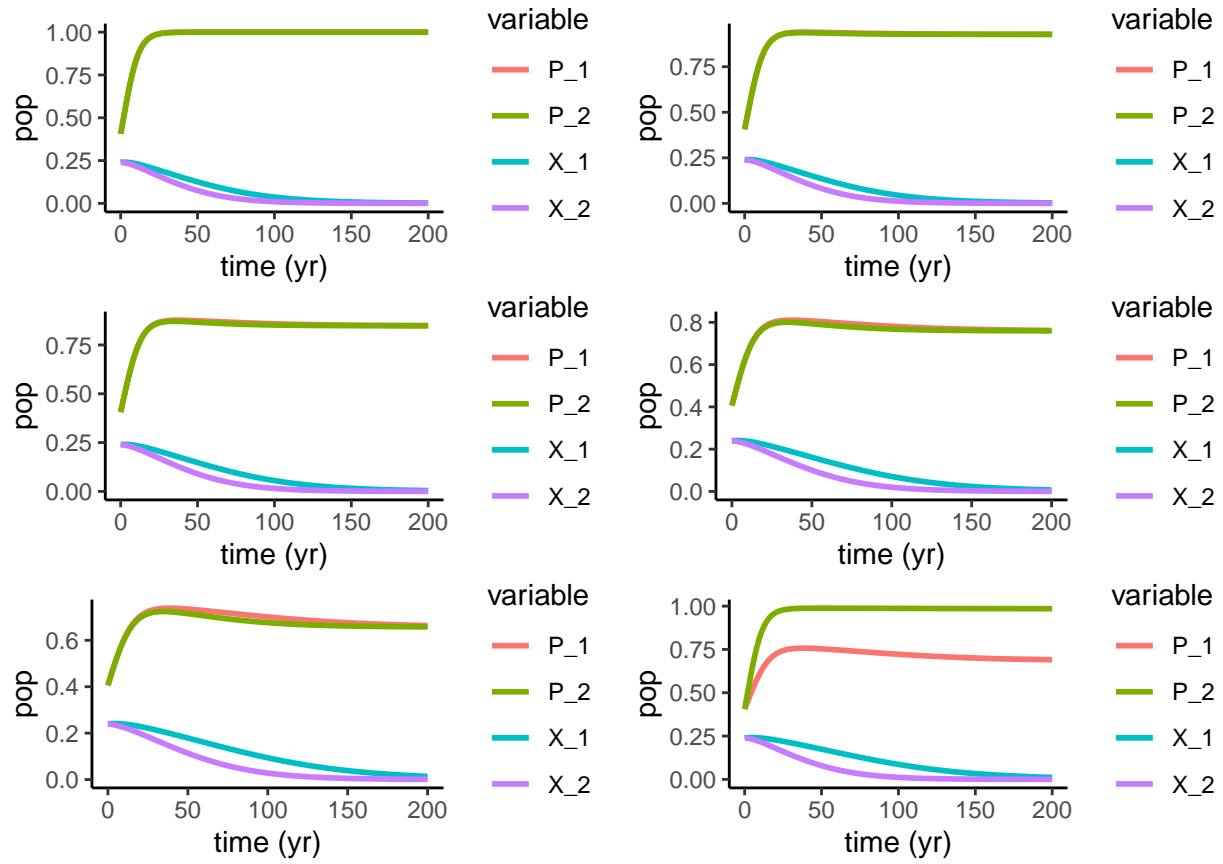 variable
1.00
0.75
0.50
0.25
0.00
pop
0 50 100 150 200
time (yr)
P_1
P_2
X_1
X_2
variable
0.75
0.50
0.25
0.00
pop
0 50 100 150 200
time (yr)
P_1
P_2
X_1
X_2
variable
0.75
0.50
0.25
0.00
pop
0 50 100 150 200
time (yr)
P_1
P_2
X_1
X_2
variable
0.8
0.6
0.4
0.2
0.0
pop
0 50 100 150 200
time (yr)
P_1
P_2
X_1
X_2
variable
0.6
0.4
0.2
0.0
pop
0 50 100 150 200
time (yr)
P_1
P_2
X_1
X_2
variable
1.00
0.75
0.50
0.25
0.00
pop
0 50 100 150 200
time (yr)
P_1
P_2
X_1
X_2